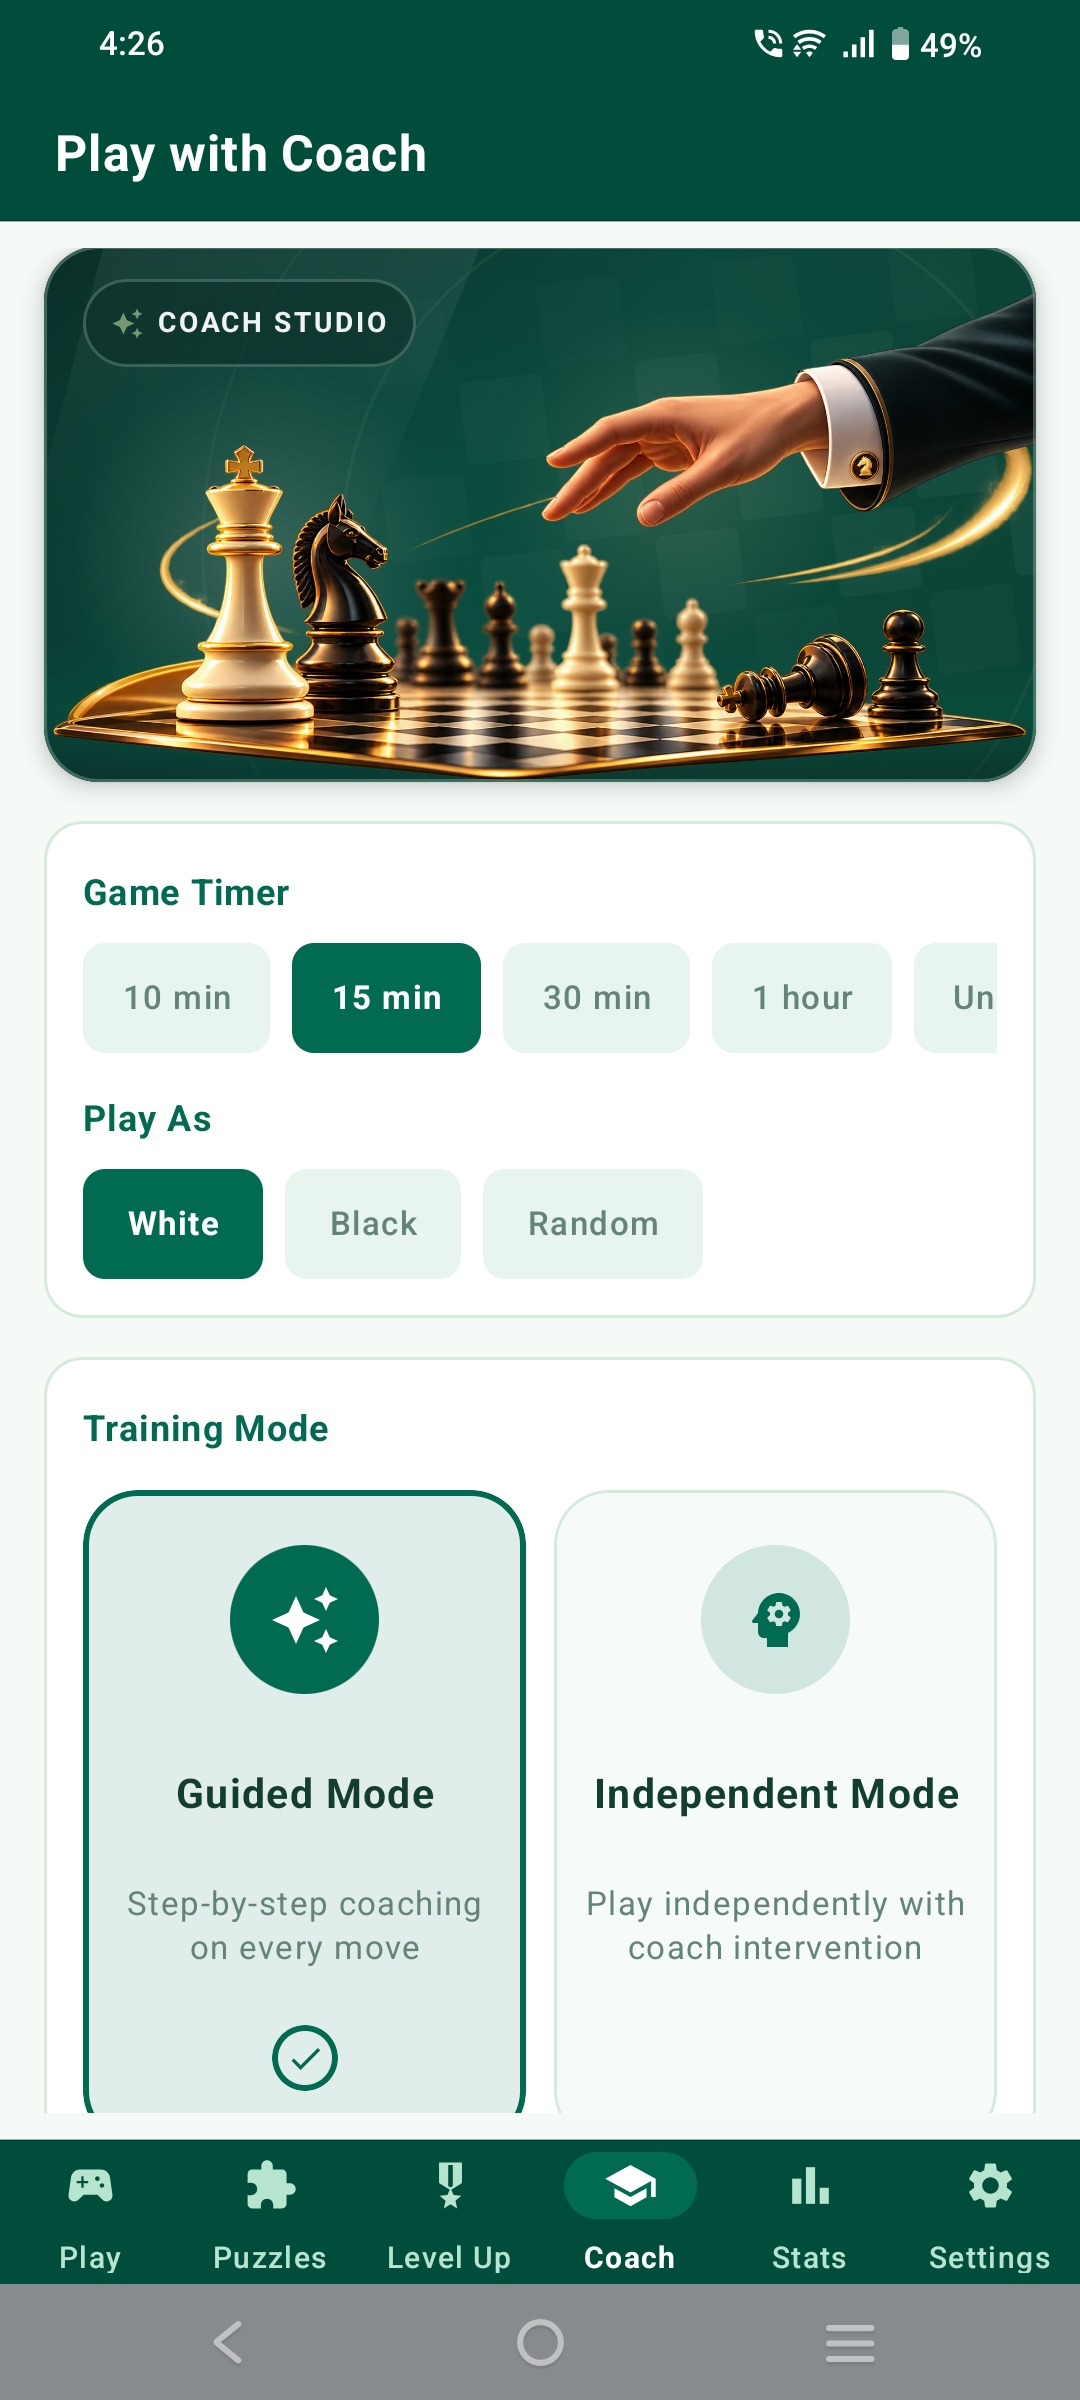 4:26
49%
Play with Coach
COACH STUDIO
Game Timer
10 min
15 min
30 min
1 hour
Un
Play As
White
Black
Random
Training Mode
Guided Mode
Independent Mode
Step-by-step coaching
on every move
Play independently with
coach intervention
Play
Puzzles
Level Up
Coach
Stats
Settings